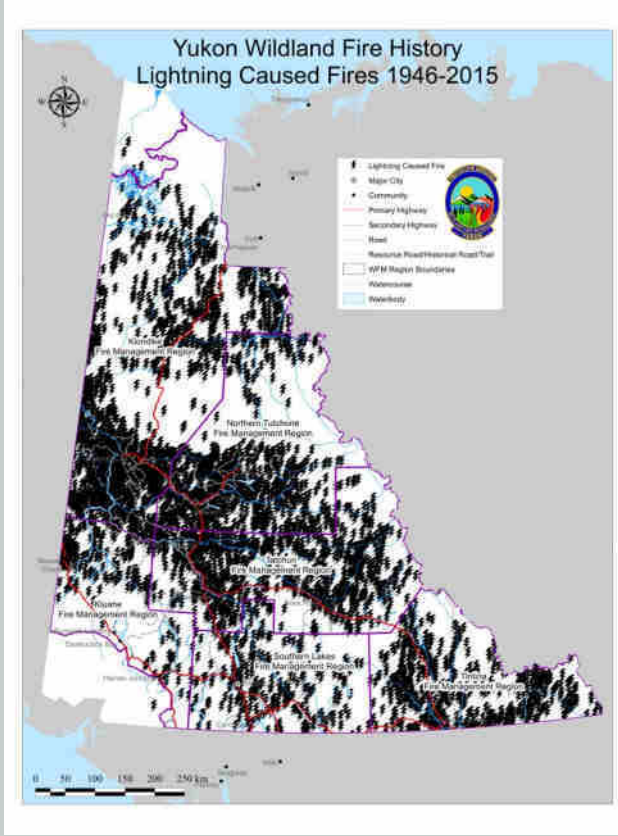 Yukon Wildland Fire History
Lightning Caused Fires 1946-2015
N
W E
S
Lightning Caused Fire
Major City
Community
Primary Highway
Secondary Highway
Road
Resource Road/Historical Road/Trail
WFM Region Boundaries
Watercourse
Waterbody
Klondike
Fire Management Region
Northern Tutchone
Fire Management Region
Tatchun
Fire Management Region
Kluane
Fire Management Region
Southern Lakes
Fire Management Region
Tintina
Fire Management Region
0 50 100 150 200 250 km